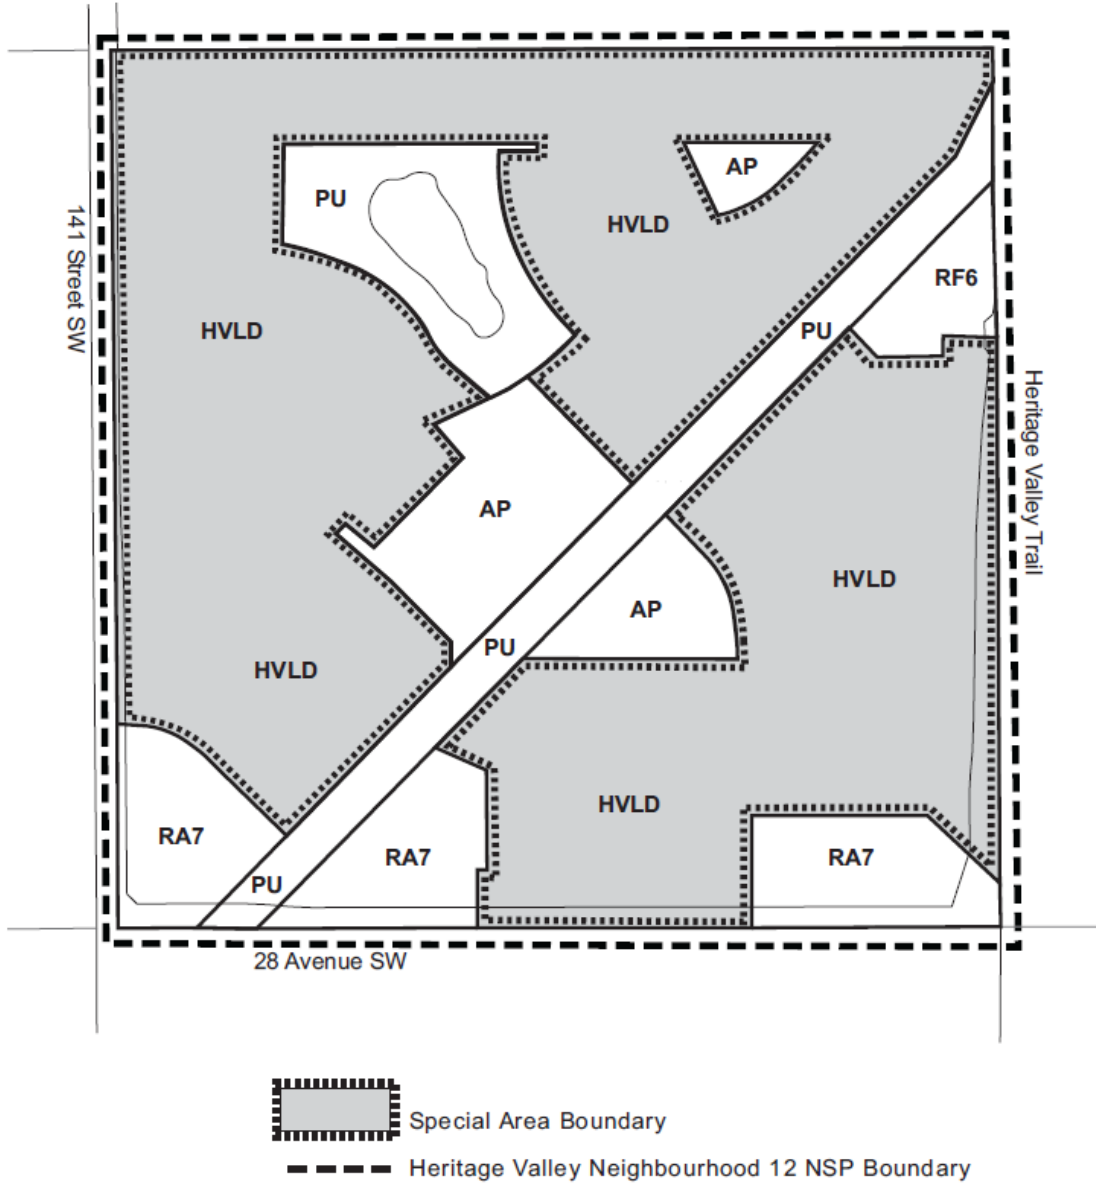 AP
PU
141 Street SW
HVLD
RF6
HVLD
PU
Heritage Valley Trail
AP
HVLD
AP
PU
HVLD
HVLD
RA7
RA7
RA7
PU
28 Avenue SW
Special Area Boundary
Heritage Valley Neighbourhood 12 NSP Boundary